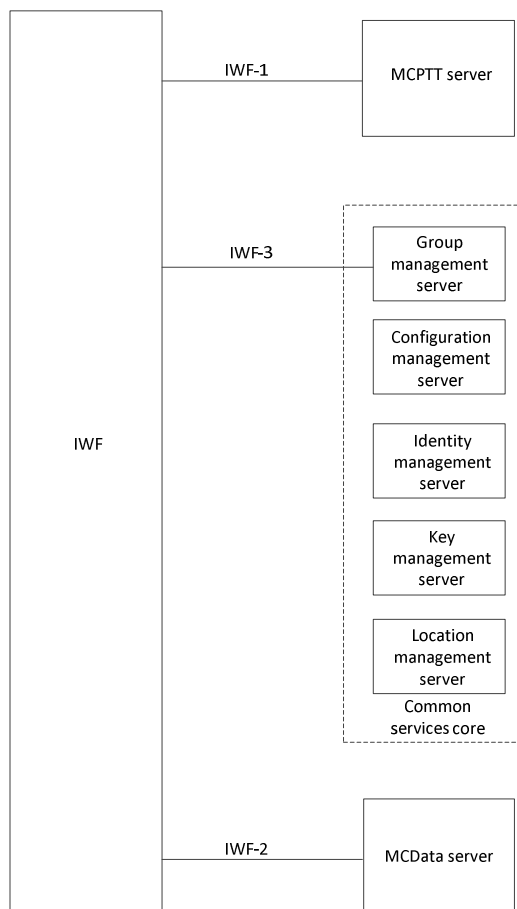 IWF-1
MCPTT server
IWF-3
Group
management
server
Configuration
management
server
IWF
Identity
management
server
Key
management
server
Location
management
server
Common
services core
IWF-2
MCData server